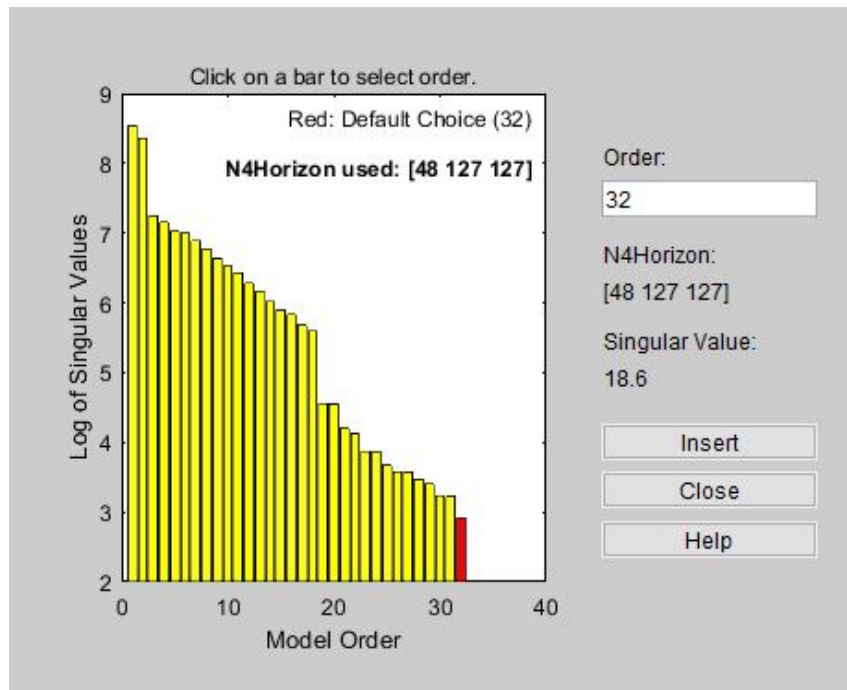 Click on a bar to select order.
9
8
7
6
5
4
3
2
Log of Singular Values
Red: Default Choice (32)
N4Horizon used: [48 127 127]
0
10
20
30
40
Model Order
Order:
32
N4Horizon:
[48 127 127]
Singular Value:
18.6
Insert
Close
Help